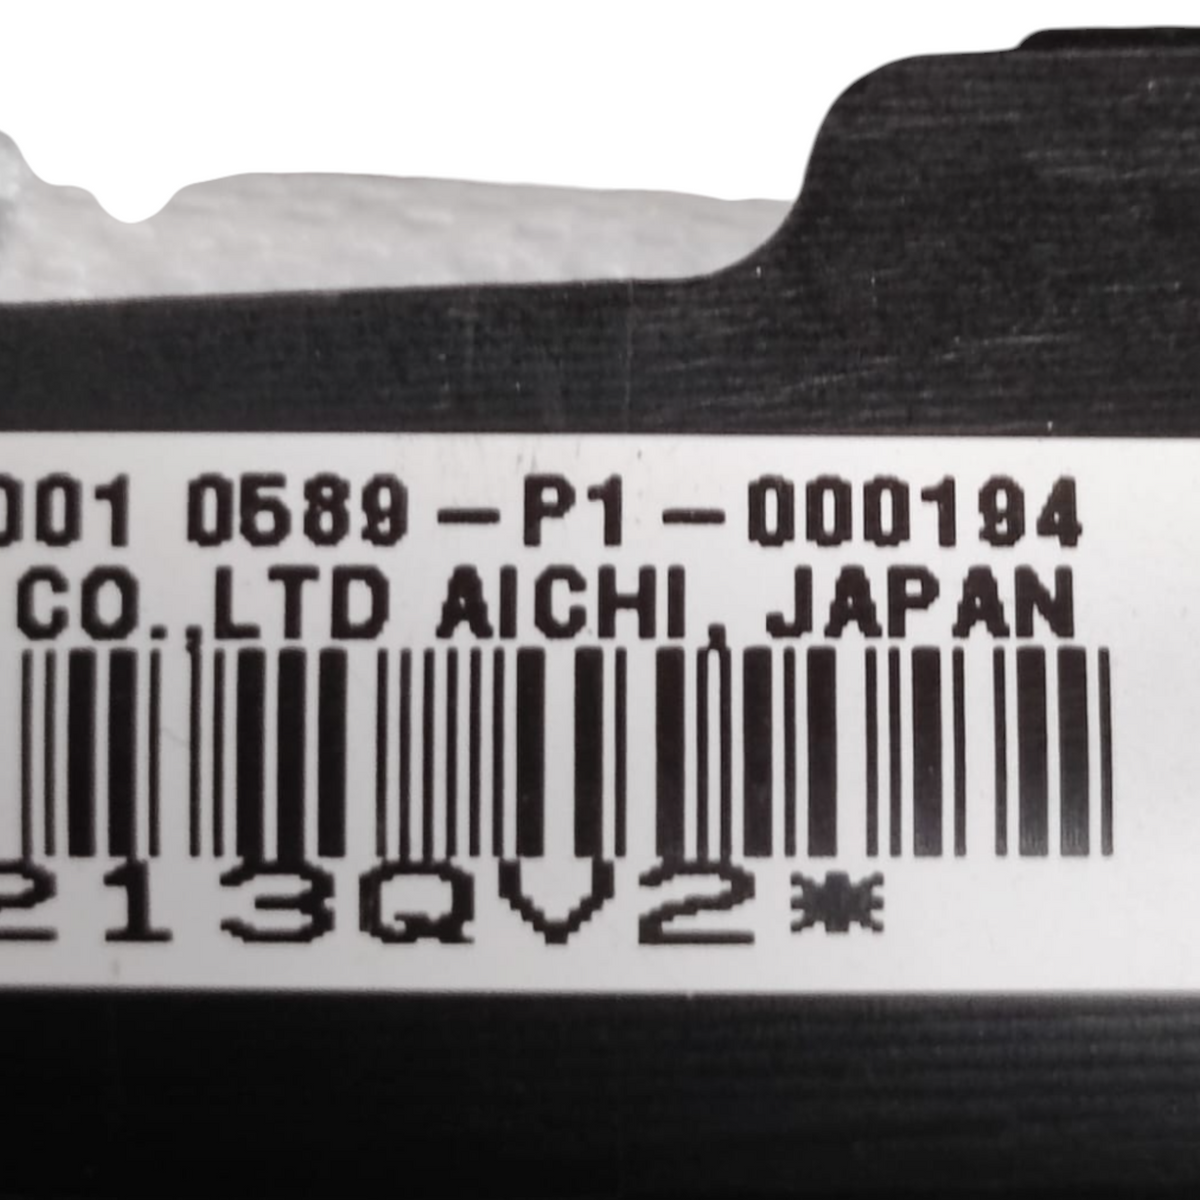 001 0589-P1-000194
CO.,LTD AICHI, JAPAN
213QV2*